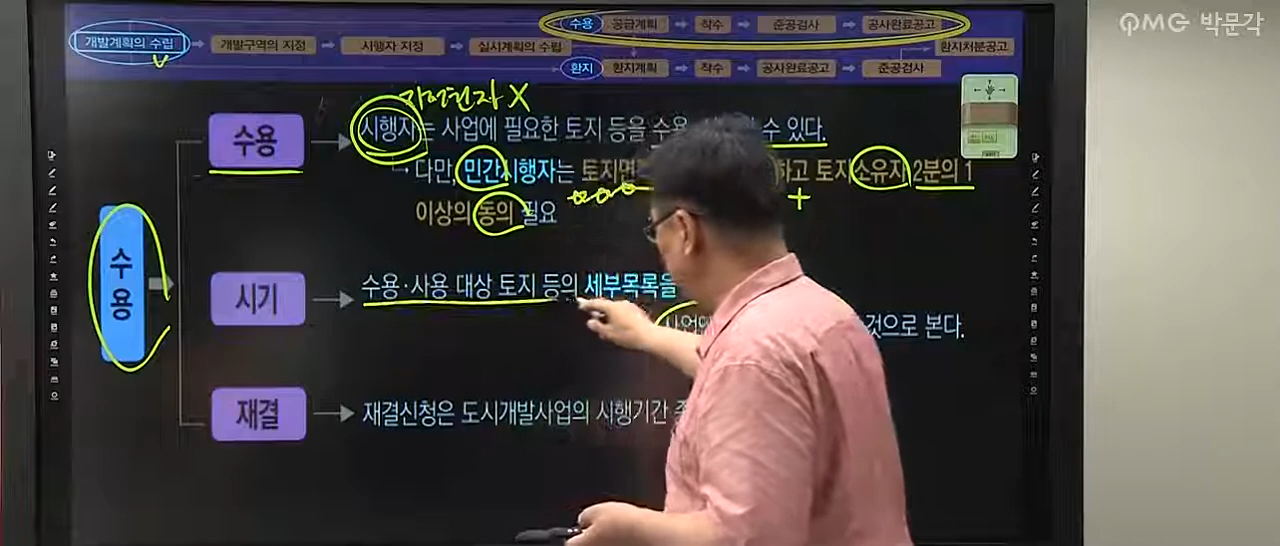 QMG 박문각
수용 공급계획 착수 준공검사 공사완료공고
개발계획의 수립 개발구역의 지정 시행자 지정 실시계획의 수립 환지처분공고
환지 환지계획 착수 공사완료공고 준공검사
X
수용 시행자는 사업에 필요한 토지 등을 수용 수 있다.
다만, 민간시행자는 토지면 하고 토지소유자 2분의 1
이상의 동의 필요
수용
시기 수용·사용 대상 토지 등의 세부목록을
것으로 본다.
재결 재결신청은 도시개발사업의 시행기간